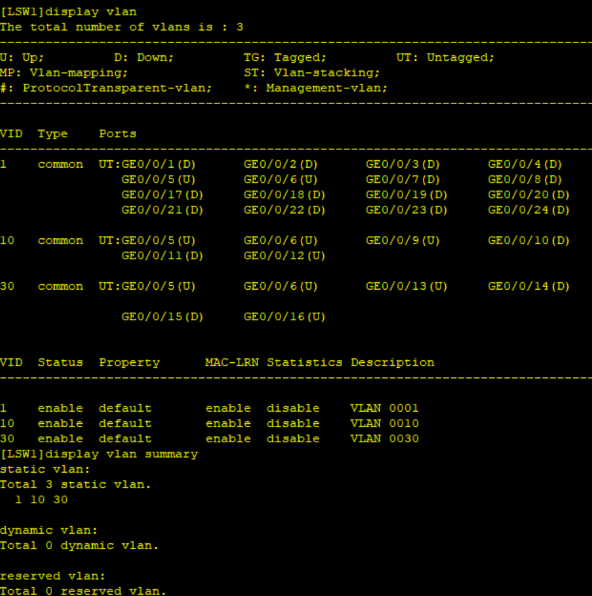 [LSW1]display vlan
The total number of vlans is : 3
--------------------------------------------------------------------------------
U: Up; D: Down; TG: Tagged; UT: Untagged;
MP: Vlan-mapping; ST: Vlan-stacking;
#: ProtocolTransparent-vlan; *: Management-vlan;
--------------------------------------------------------------------------------
VID Type Ports
--------------------------------------------------------------------------------
1 common UT:GE0/0/1(D) GE0/0/2(D) GE0/0/3(D) GE0/0/4(D)
GE0/0/5(U) GE0/0/6(U) GE0/0/7(D) GE0/0/8(D)
GE0/0/17(D) GE0/0/18(D) GE0/0/19(D) GE0/0/20(D)
GE0/0/21(D) GE0/0/22(D) GE0/0/23(D) GE0/0/24(D)
10 common UT:GE0/0/5(U) GE0/0/6(U) GE0/0/9(U) GE0/0/10(D)
GE0/0/11(D) GE0/0/12(U)
30 common UT:GE0/0/5(U) GE0/0/6(U) GE0/0/13(U) GE0/0/14(D)
GE0/0/15(D) GE0/0/16(U)
VID Status Property MAC-LRN Statistics Description
--------------------------------------------------------------------------------
1 enable default enable disable VLAN 0001
10 enable default enable disable VLAN 0010
30 enable default enable disable VLAN 0030
[LSW1]display vlan summary
static vlan:
Total 3 static vlan.
1 10 30
dynamic vlan:
Total 0 dynamic vlan.
reserved vlan:
Total 0 reserved vlan.